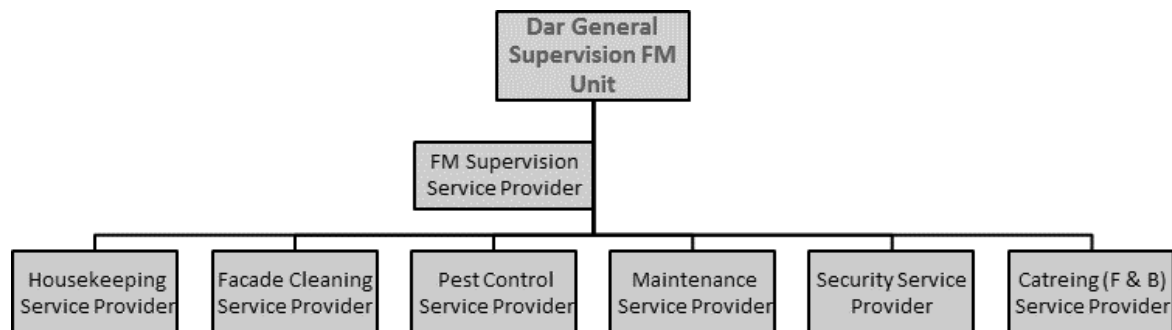 Dar General
Supervision FM
Unit
FM Supervision
Service Provider
Housekeeping
Service Provider
Facade Cleaning
Service Provider
Pest Control
Service Provider
Maintenance
Service Provider
Security Service
Provider
Catreing (F & B)
Service Provider